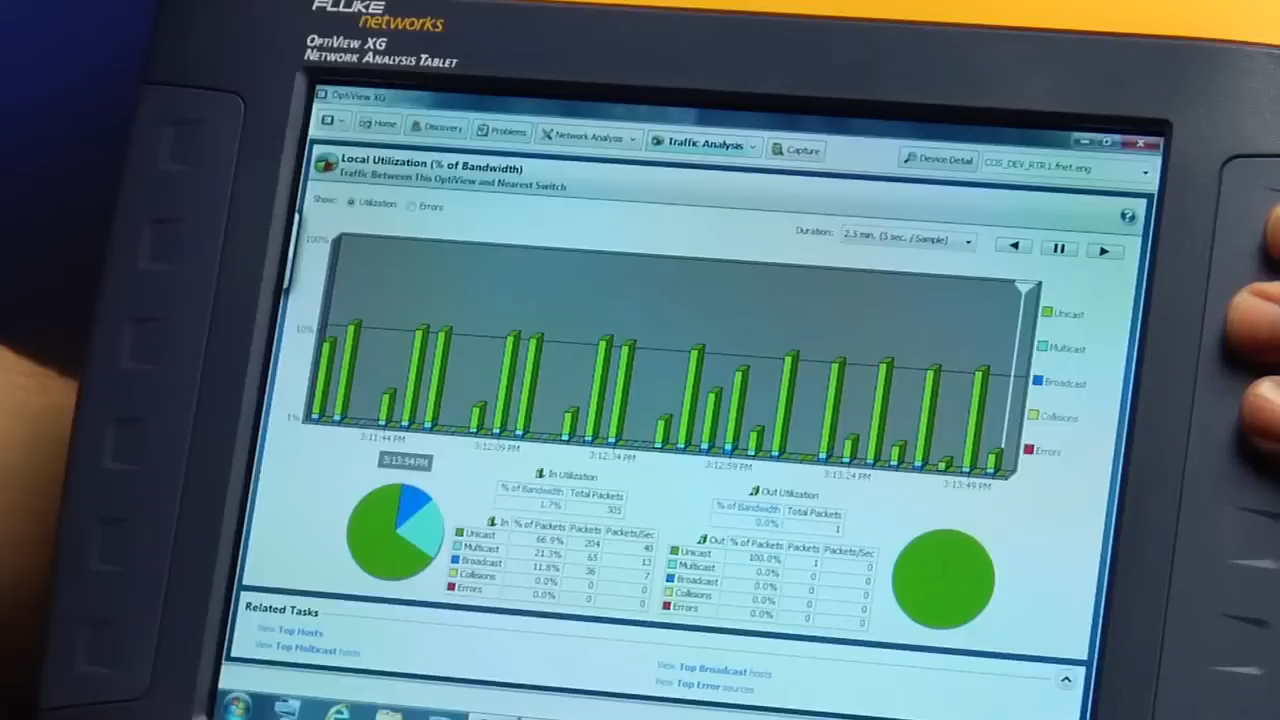 FLUKE
networks
OptiView XG
Network Analysis Tablet
OptiView XG
Home Discovery Problems Network Analysis Traffic Analysis Capture Device Detail COS_DEV_RTR1.fnet.eng
Local Utilization (% of Bandwidth)
Traffic Between This OptiView and Nearest Switch
Show: Utilization Errors
Duration: 2.5 min. (5 sec. / Sample)
100%
10%
1%
Unicast
Multicast
Broadcast
Collisions
Errors
3:11:44 PM 3:12:09 PM 3:12:34 PM 3:12:59 PM 3:13:24 PM 3:13:49 PM
3:13:54 PM
In Utilization
% of Bandwidth Total Packets
1.7% 305
In % of Packets Packets Packets/Sec
Unicast 66.9% 204 40
Multicast 21.3% 65 13
Broadcast 11.8% 36 7
Collisions 0.0% 0 0
Errors 0.0% 0 0
Out Utilization
% of Bandwidth Total Packets
0.0% 1
Out % of Packets Packets Packets/Sec
Unicast 100.0% 1 0
Multicast 0.0% 0 0
Broadcast 0.0% 0 0
Collisions 0.0% 0 0
Errors 0.0% 0 0
Related Tasks
View Top Hosts
View Top Multicast hosts
View Top Broadcast hosts
View Top Error sources